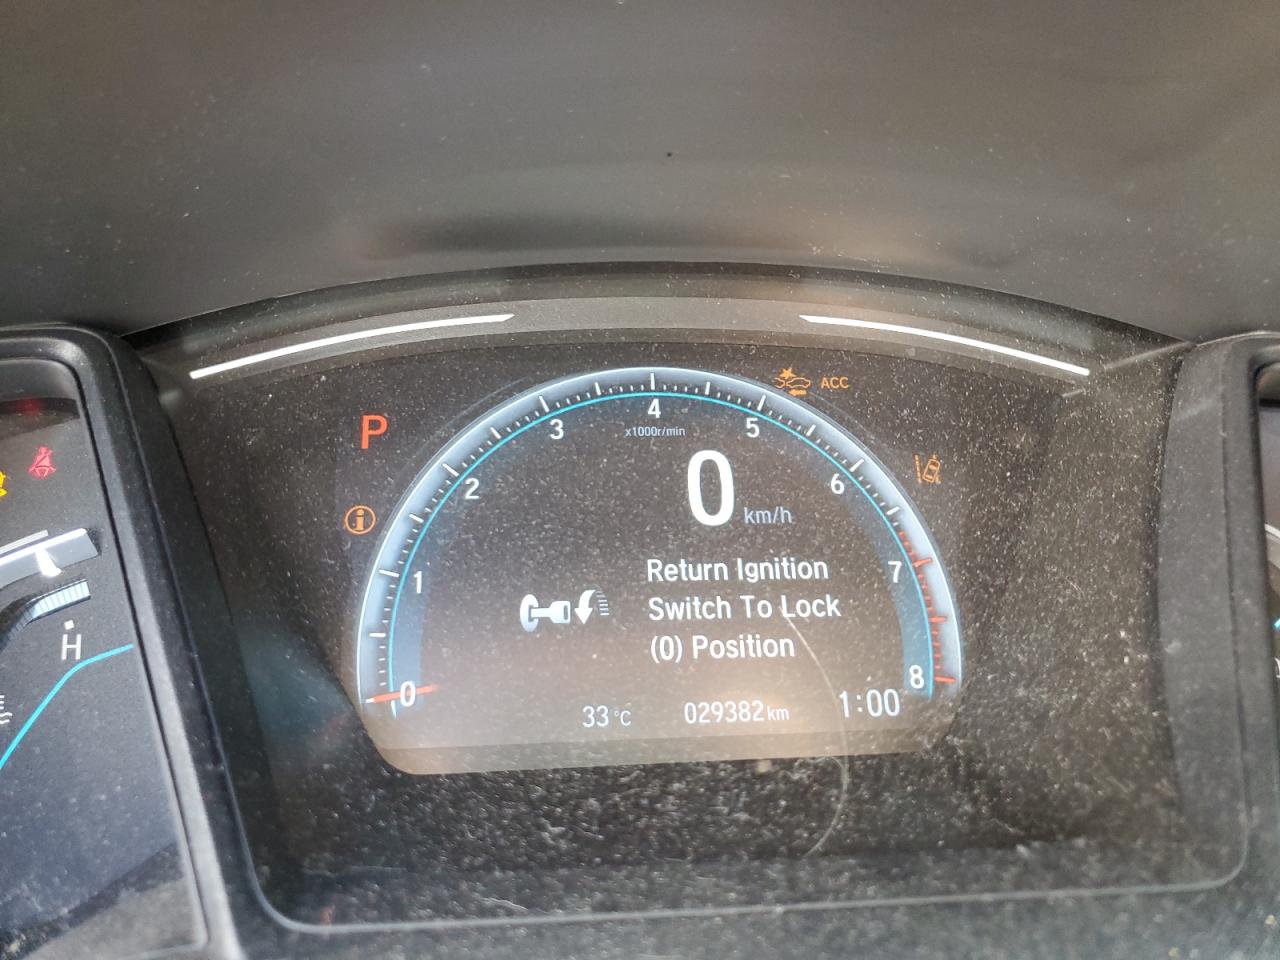 ACC
P
4
x1000r/min
3
5
2
6
0 km/h
i
1
7
Return Ignition
Switch To Lock
(0) Position
H
0
8
33°C
029382 km
1:00